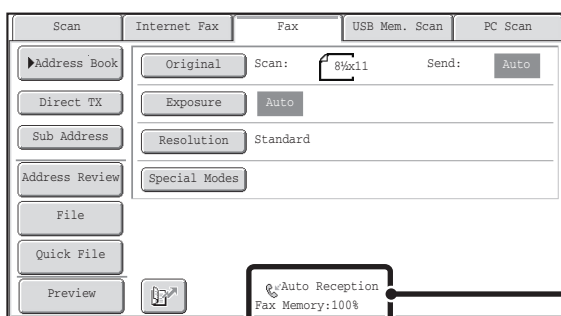 Scan Internet Fax Fax USB Mem. Scan PC Scan
Address Book Original Scan: 8½x11 Send: Auto
Direct TX Exposure Auto
Sub Address Resolution Standard
Address Review Special Modes
File
Quick File
Preview
Auto Reception
Fax Memory:100%